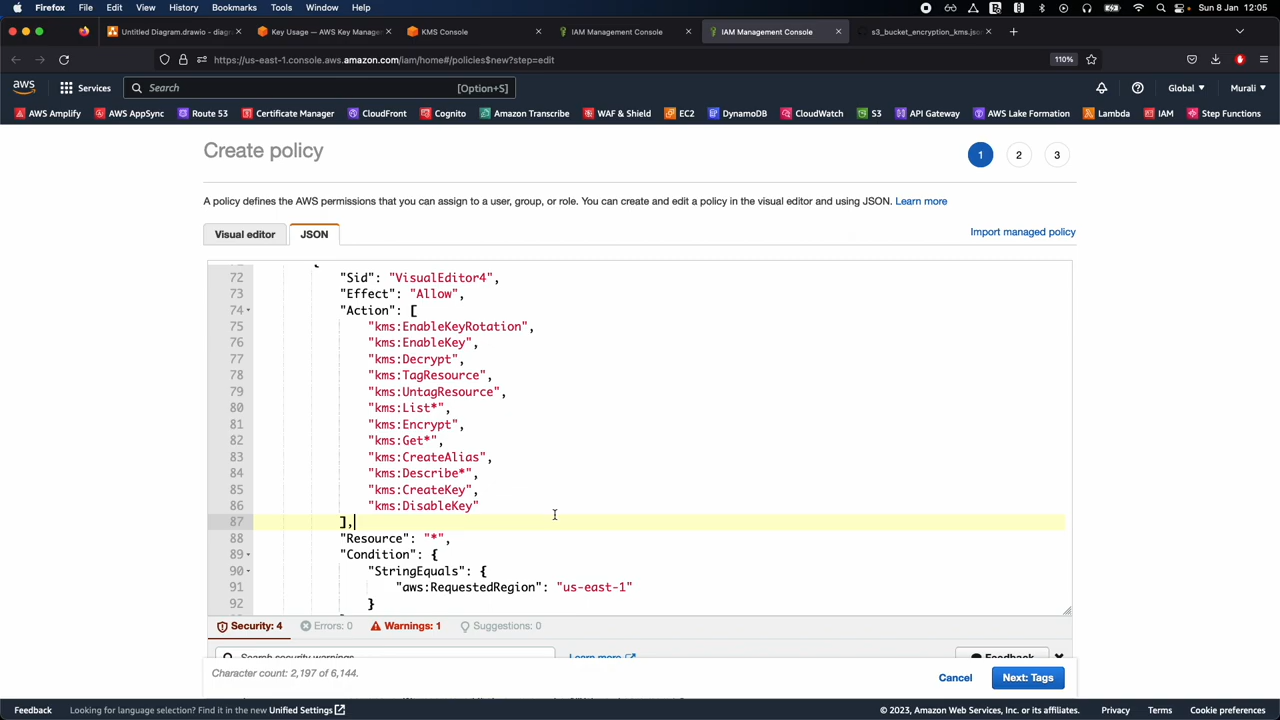 Firefox File Edit View History Bookmarks Tools Window Help Sun 8 Jan 12:05
Untitled Diagram.drawio - diagr Key Usage — AWS Key Manage KMS Console IAM Management Console IAM Management Console s3_bucket_encryption_kms.json
https://us-east-1.console.aws.amazon.com/iam/home#/policies$new?step=edit 110%
aws Services Search [Option+S] Global Murali
AWS Amplify AWS AppSync Route 53 Certificate Manager CloudFront Cognito Amazon Transcribe WAF & Shield EC2 DynamoDB CloudWatch S3 API Gateway AWS Lake Formation Lambda IAM Step Functions
Create policy 1 2 3
A policy defines the AWS permissions that you can assign to a user, group, or role. You can create and edit a policy in the visual editor and using JSON. Learn more
Visual editor JSON Import managed policy
72 "Sid": "VisualEditor4",
73 "Effect": "Allow",
74 "Action": [
75 "kms:EnableKeyRotation",
76 "kms:EnableKey",
77 "kms:Decrypt",
78 "kms:TagResource",
79 "kms:UntagResource",
80 "kms:List*",
81 "kms:Encrypt",
82 "kms:Get*",
83 "kms:CreateAlias",
84 "kms:Describe*",
85 "kms:CreateKey",
86 "kms:DisableKey"
87 ],
88 "Resource": "*",
89 "Condition": {
90 "StringEquals": {
91 "aws:RequestedRegion": "us-east-1"
92 }
Security: 4 Errors: 0 Warnings: 1 Suggestions: 0
Search security warnings Learn more Feedback
Character count: 2,197 of 6,144. Cancel Next: Tags
Feedback Looking for language selection? Find it in the new Unified Settings © 2023, Amazon Web Services, Inc. or its affiliates. Privacy Terms Cookie preferences